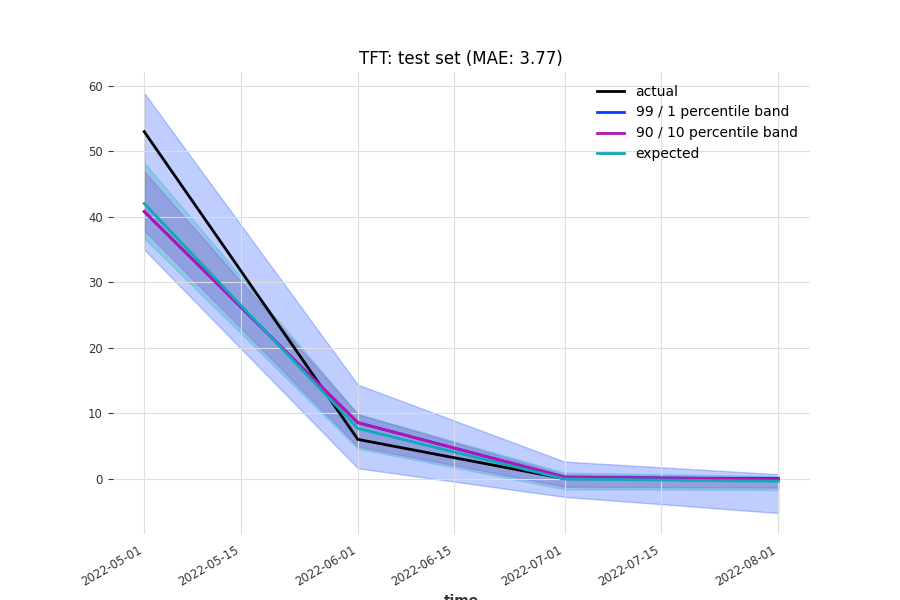 TFT: test set (MAE: 3.77)
actual
99 / 1 percentile band
90 / 10 percentile band
expected
60
50
40
30
20
10
0
2022-05-01
2022-05-15
2022-06-01
2022-06-15
2022-07-01
2022-07-15
2022-08-01
time